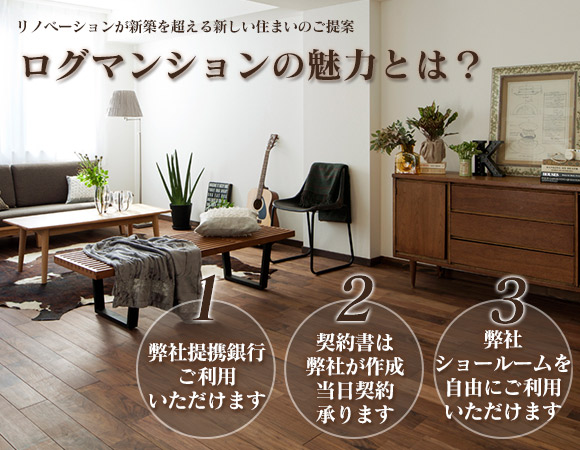 リノベーションが新築を超える新しい住まいのご提案
ログマンションの魅力とは？
1
弊社提携銀行
ご利用
いただけます
2
契約書は
弊社が作成
当日契約
承ります
3
弊社
ショールームを
自由にご利用
いただけます
K
HOUSES